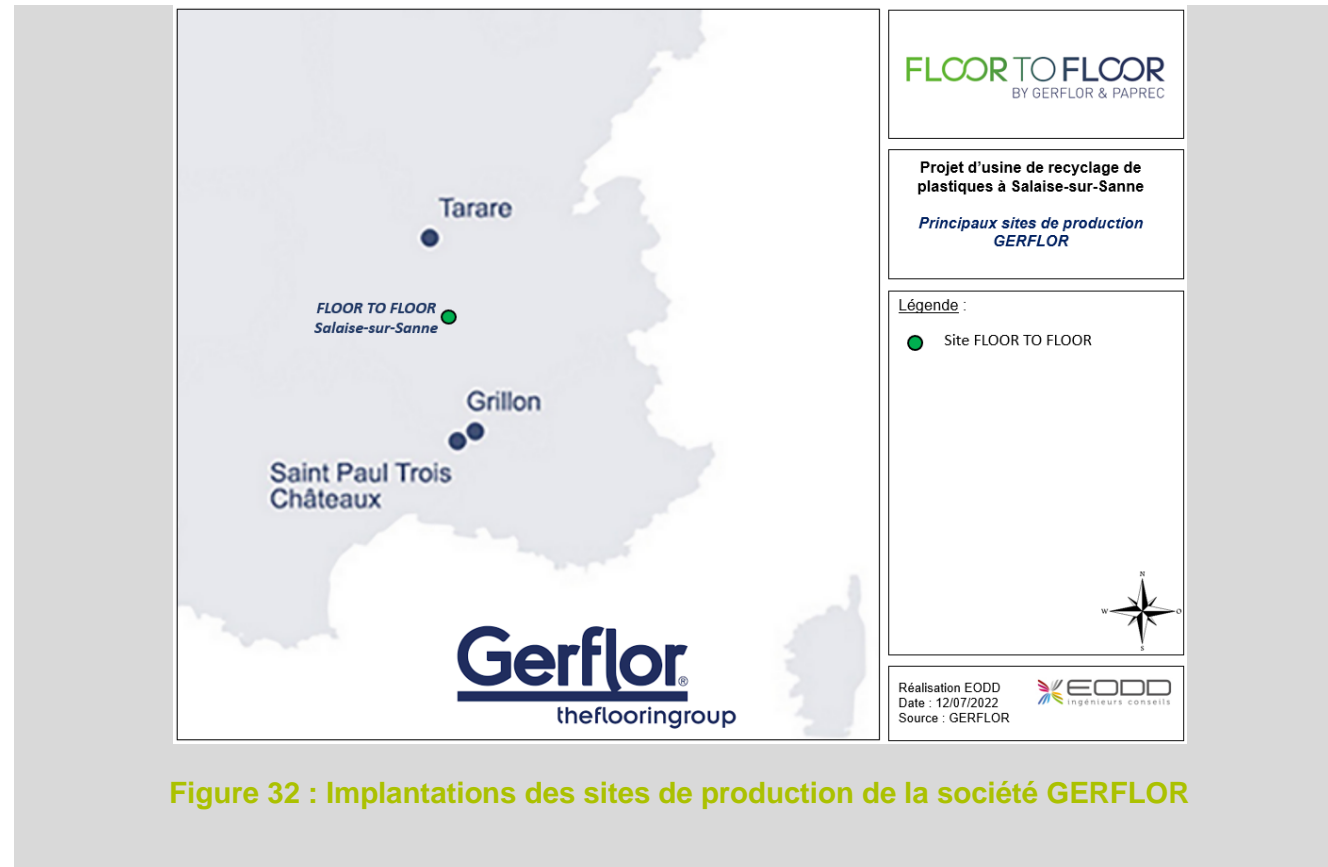 Tarare
FLOOR TO FLOOR
Salaise-sur-Sanne
Grillon
Saint Paul Trois
Châteaux
Gerflor®
theflooringroup
FLOOR TO FLOOR
BY GERFLOR & PAPREC
Projet d'usine de recyclage de
plastiques à Salaise-sur-Sanne
Principaux sites de production
GERFLOR
Légende :
Site FLOOR TO FLOOR
N
W
O
S
Réalisation EODD
Date : 12/07/2022
Source : GERFLOR
EODD
ingénieurs conseils
Figure 32 : Implantations des sites de production de la société GERFLOR